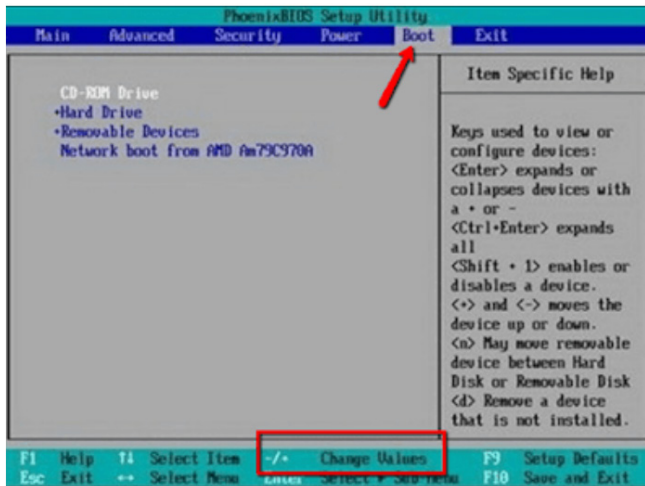 PhoenixBIOS Setup Utility
Main Advanced Security Power Boot Exit
CD-ROM Drive
+Hard Drive
+Removable Devices
Network boot from AMD Am79C970A
Item Specific Help
Keys used to view or
configure devices:
<Enter> expands or
collapses devices with
a + or -
<Ctrl+Enter> expands
all
<Shift + 1> enables or
disables a device.
<+> and <-> moves the
device up or down.
<n> May move removable
device between Hard
Disk or Removable Disk
<d> Remove a device
that is not installed.
F1 Help ↑↓ Select Item -/+ Change Values F9 Setup Defaults
Esc Exit ↔ Select Menu Enter Select ▶ Sub-Menu F10 Save and Exit